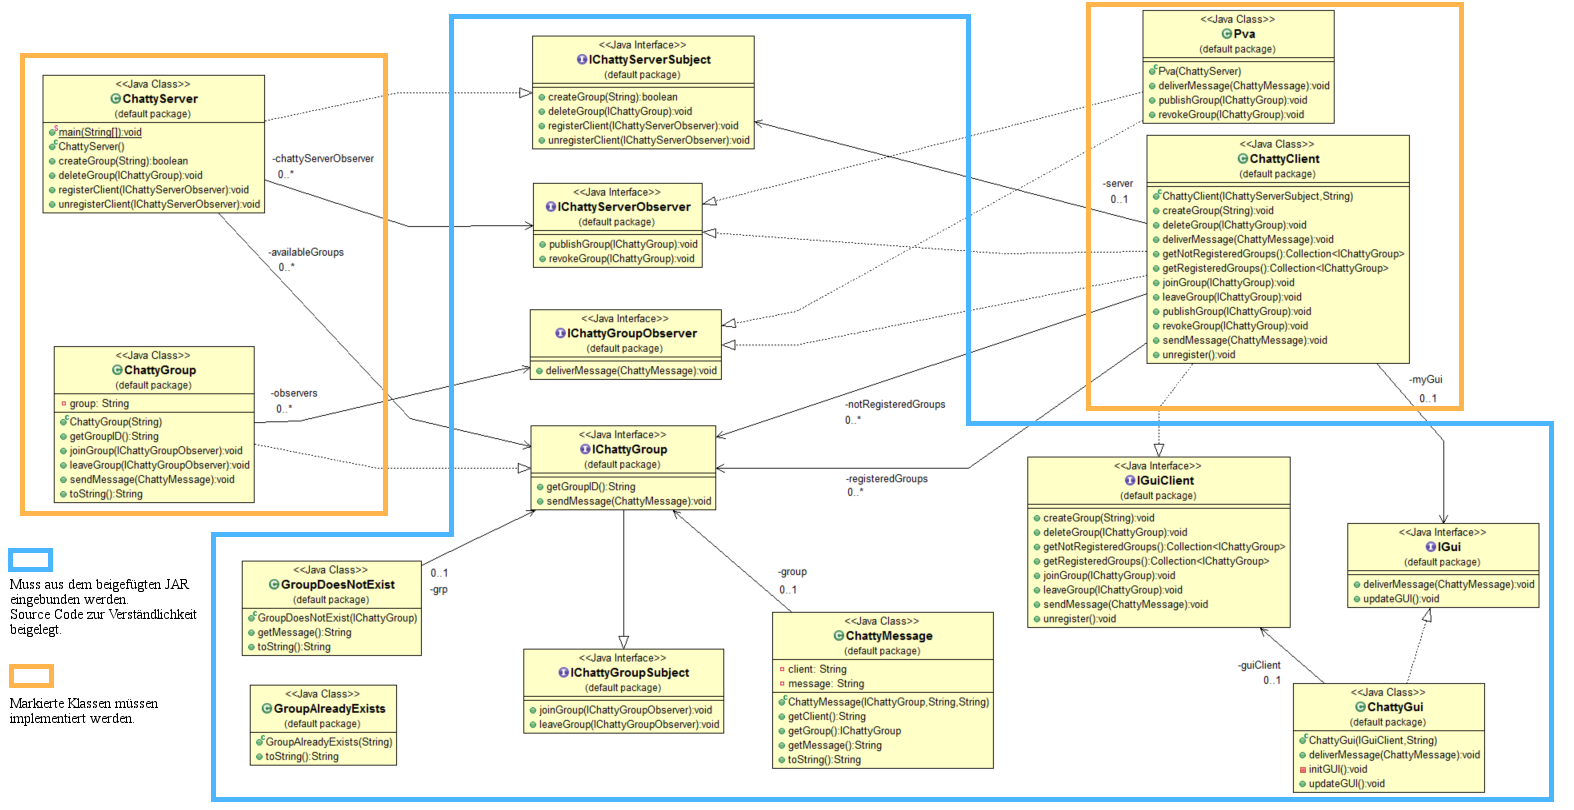 <<Java Class>>
ChattyServer
(default package)
main(String[]):void
ChattyServer()
createGroup(String):boolean
deleteGroup(IChattyGroup):void
registerClient(IChattyServerObserver):void
unregisterClient(IChattyServerObserver):void
-chattyServerObserver
0..*
-availableGroups
0..*
<<Java Class>>
ChattyGroup
(default package)
group: String
ChattyGroup(String)
getGroupID():String
joinGroup(IChattyGroupObserver):void
leaveGroup(IChattyGroupObserver):void
sendMessage(ChattyMessage):void
toString():String
-observers
0..*
<<Java Interface>>
IChattyServerSubject
(default package)
createGroup(String):boolean
deleteGroup(IChattyGroup):void
registerClient(IChattyServerObserver):void
unregisterClient(IChattyServerObserver):void
<<Java Interface>>
IChattyServerObserver
(default package)
publishGroup(IChattyGroup):void
revokeGroup(IChattyGroup):void
<<Java Interface>>
IChattyGroupObserver
(default package)
deliverMessage(ChattyMessage):void
<<Java Interface>>
IChattyGroup
(default package)
getGroupID():String
sendMessage(ChattyMessage):void
<<Java Class>>
Pva
(default package)
Pva(ChattyServer)
deliverMessage(ChattyMessage):void
publishGroup(IChattyGroup):void
revokeGroup(IChattyGroup):void
<<Java Class>>
ChattyClient
(default package)
ChattyClient(IChattyServerSubject,String)
createGroup(String):void
deleteGroup(IChattyGroup):void
deliverMessage(ChattyMessage):void
getNotRegisteredGroups():Collection<IChattyGroup>
getRegisteredGroups():Collection<IChattyGroup>
joinGroup(IChattyGroup):void
leaveGroup(IChattyGroup):void
publishGroup(IChattyGroup):void
revokeGroup(IChattyGroup):void
sendMessage(ChattyMessage):void
unregister():void
-server
0..1
-myGui
0..1
-notRegisteredGroups
0..*
-registeredGroups
0..*
<<Java Interface>>
IGuiClient
(default package)
createGroup(String):void
deleteGroup(IChattyGroup):void
getNotRegisteredGroups():Collection<IChattyGroup>
getRegisteredGroups():Collection<IChattyGroup>
joinGroup(IChattyGroup):void
leaveGroup(IChattyGroup):void
sendMessage(ChattyMessage):void
unregister():void
<<Java Interface>>
IGui
(default package)
deliverMessage(ChattyMessage):void
updateGUI():void
Muss aus dem beigefügten JAR
eingebunden werden.
Source Code zur Verständlichkeit
beigelegt.
Markierte Klassen müssen
implementiert werden.
<<Java Class>>
GroupDoesNotExist
(default package)
GroupDoesNotExist(IChattyGroup)
getMessage():String
toString():String
0..1
-grp
<<Java Class>>
GroupAlreadyExists
(default package)
GroupAlreadyExists(String)
toString():String
<<Java Interface>>
IChattyGroupSubject
(default package)
joinGroup(IChattyGroupObserver):void
leaveGroup(IChattyGroupObserver):void
-group
0..1
<<Java Class>>
ChattyMessage
(default package)
client: String
message: String
ChattyMessage(IChattyGroup,String,String)
getClient():String
getGroup():IChattyGroup
getMessage():String
toString():String
-guiClient
0..1
<<Java Class>>
ChattyGui
(default package)
ChattyGui(IGuiClient,String)
deliverMessage(ChattyMessage):void
initGUI():void
updateGUI():void